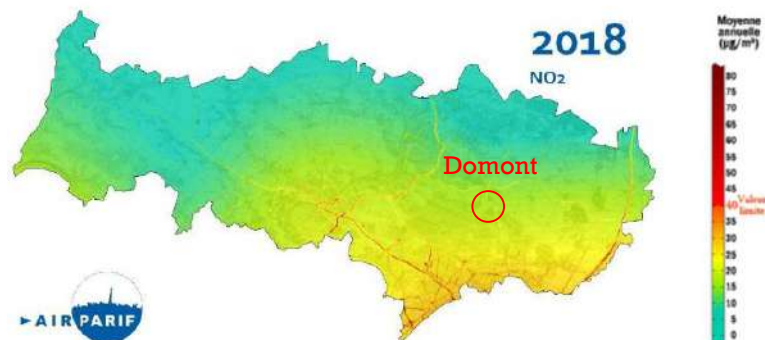 2018
NO₂
Domont
Moyenne
annuelle
(µg/m³)
80
75
70
65
60
55
50
45
40 Valeur
limite
35
30
25
20
15
10
5
0
AIRPARIF